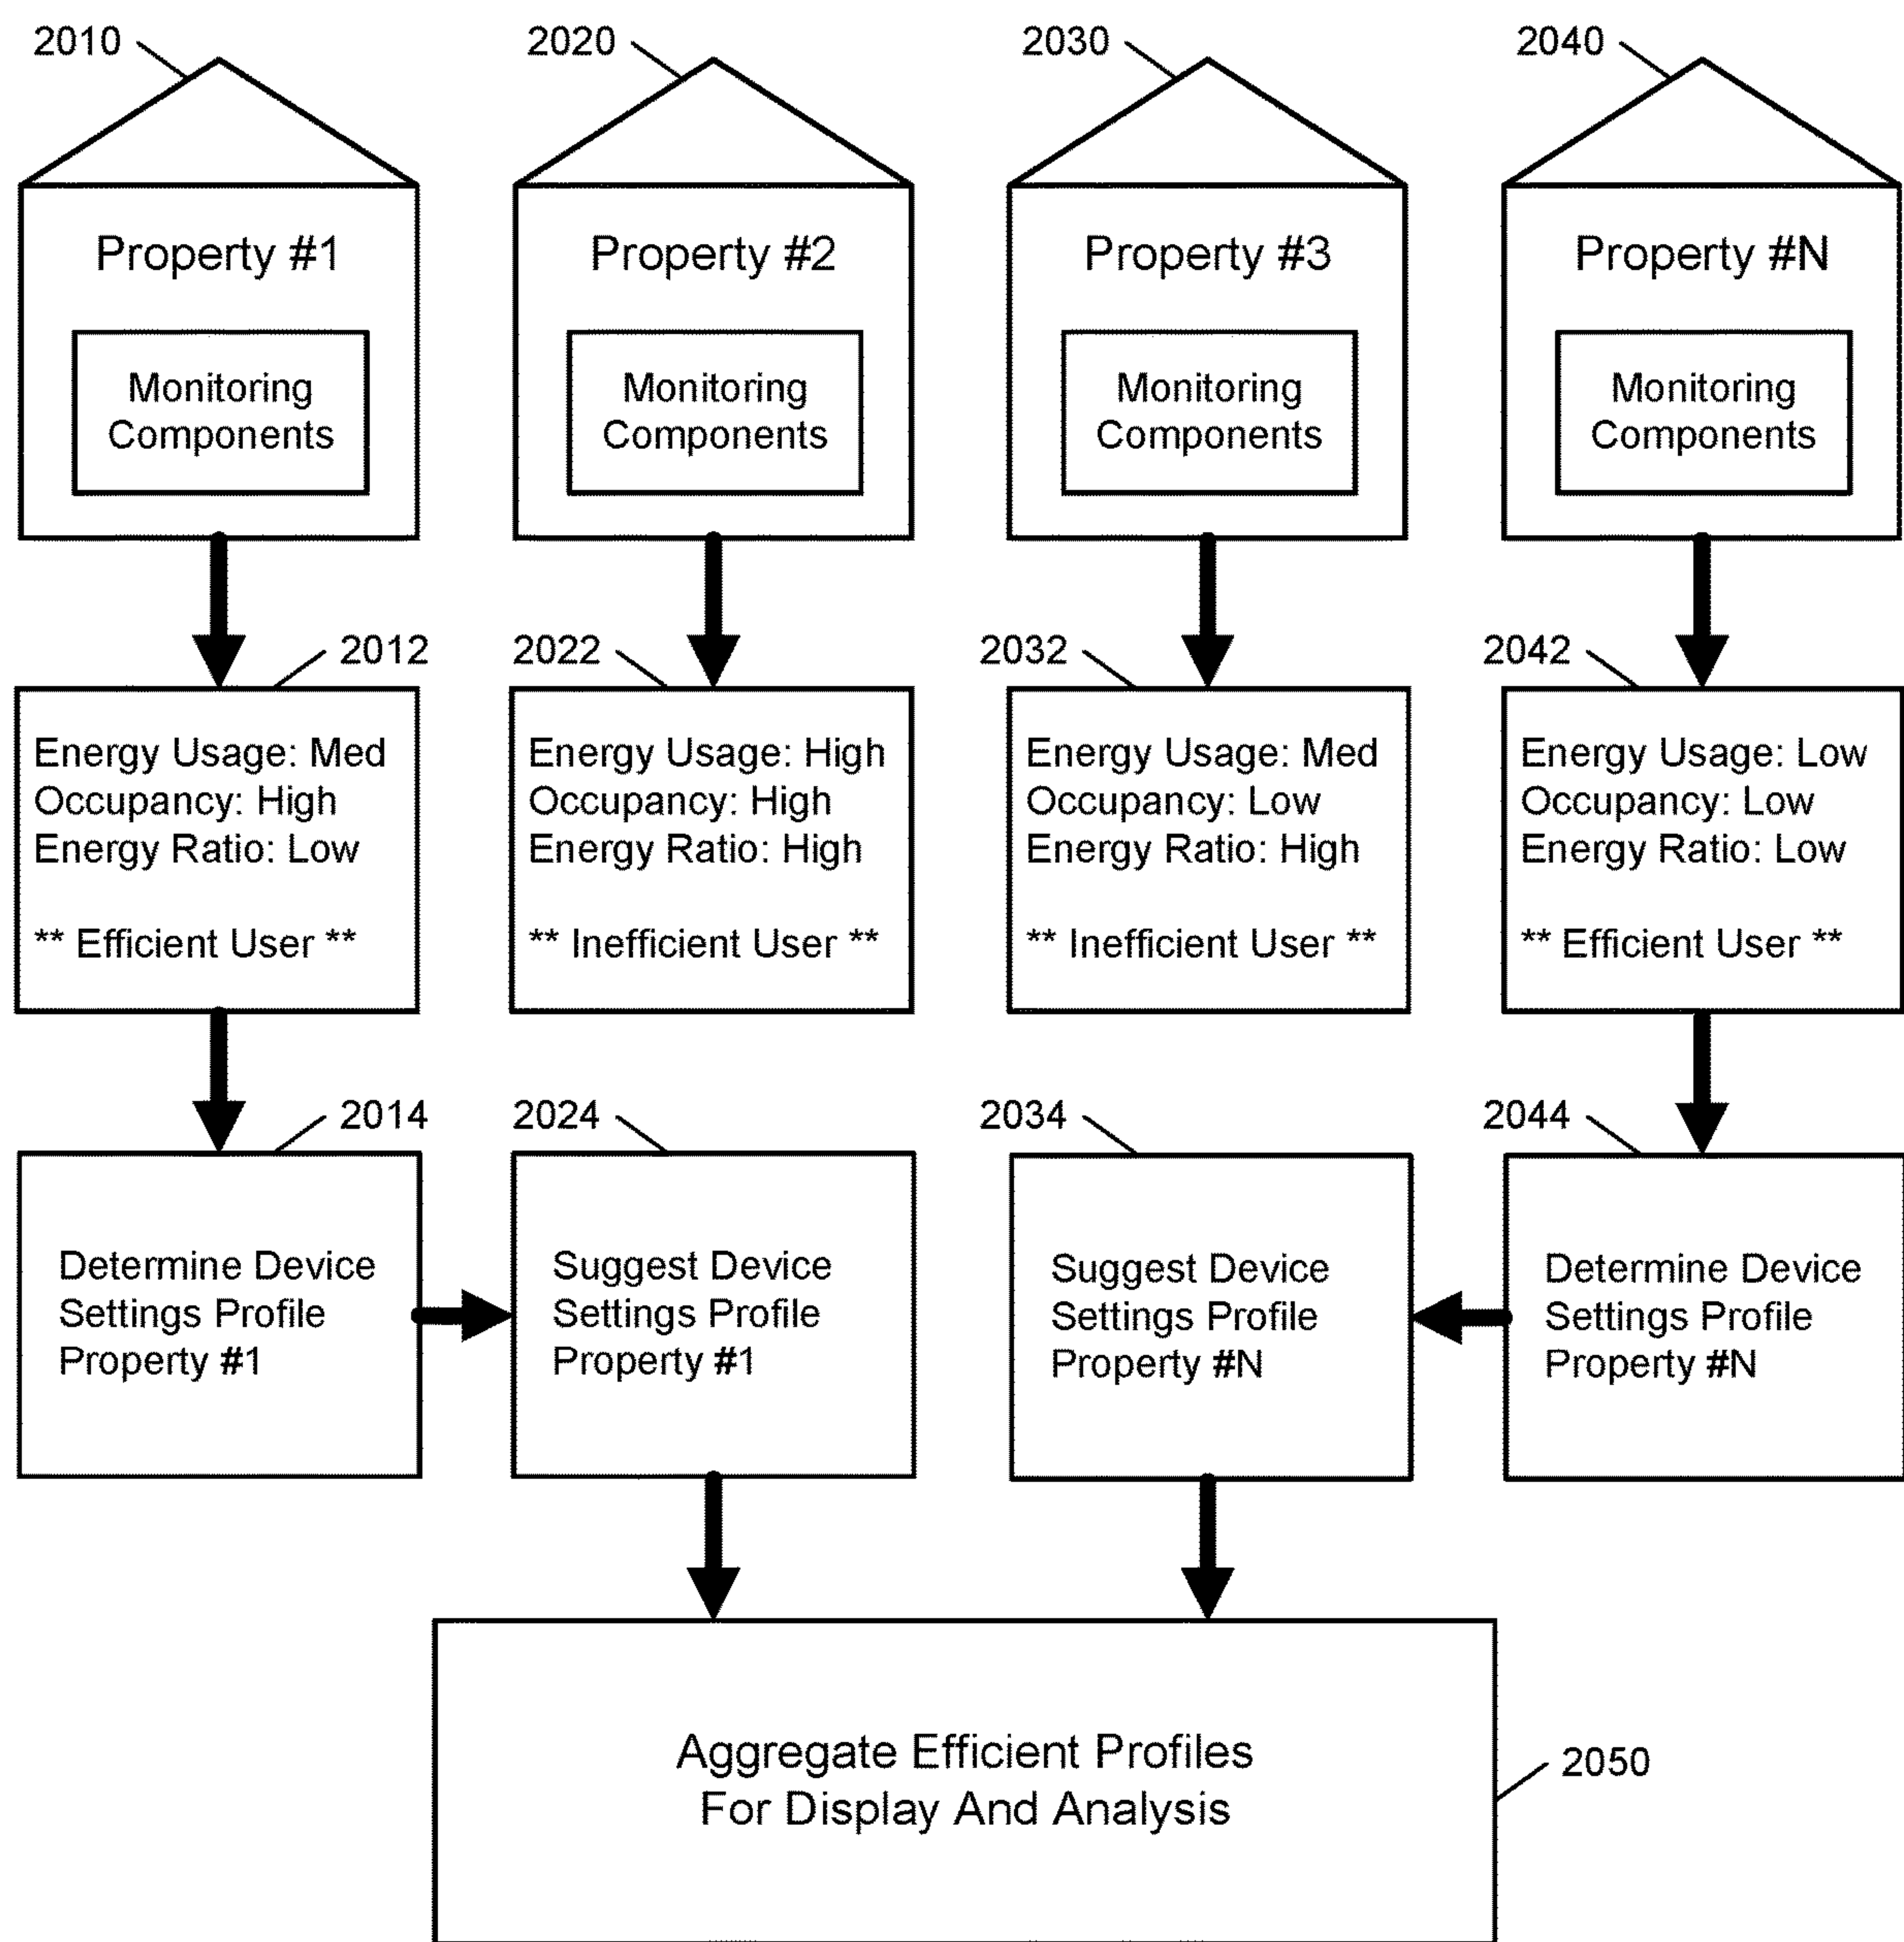 2010
2020
2030
2040
Property #1
Property #2
Property #3
Property #N
Monitoring
Components
Monitoring
Components
Monitoring
Components
Monitoring
Components
2012
2022
2032
2042
Energy Usage: Med
Occupancy: High
Energy Ratio: Low
** Efficient User **
Energy Usage: High
Occupancy: High
Energy Ratio: High
** Inefficient User **
Energy Usage: Med
Occupancy: Low
Energy Ratio: High
** Inefficient User **
Energy Usage: Low
Occupancy: Low
Energy Ratio: Low
** Efficient User **
2014
2024
2034
2044
Determine Device
Settings Profile
Property #1
Suggest Device
Settings Profile
Property #1
Suggest Device
Settings Profile
Property #N
Determine Device
Settings Profile
Property #N
Aggregate Efficient Profiles
For Display And Analysis
2050